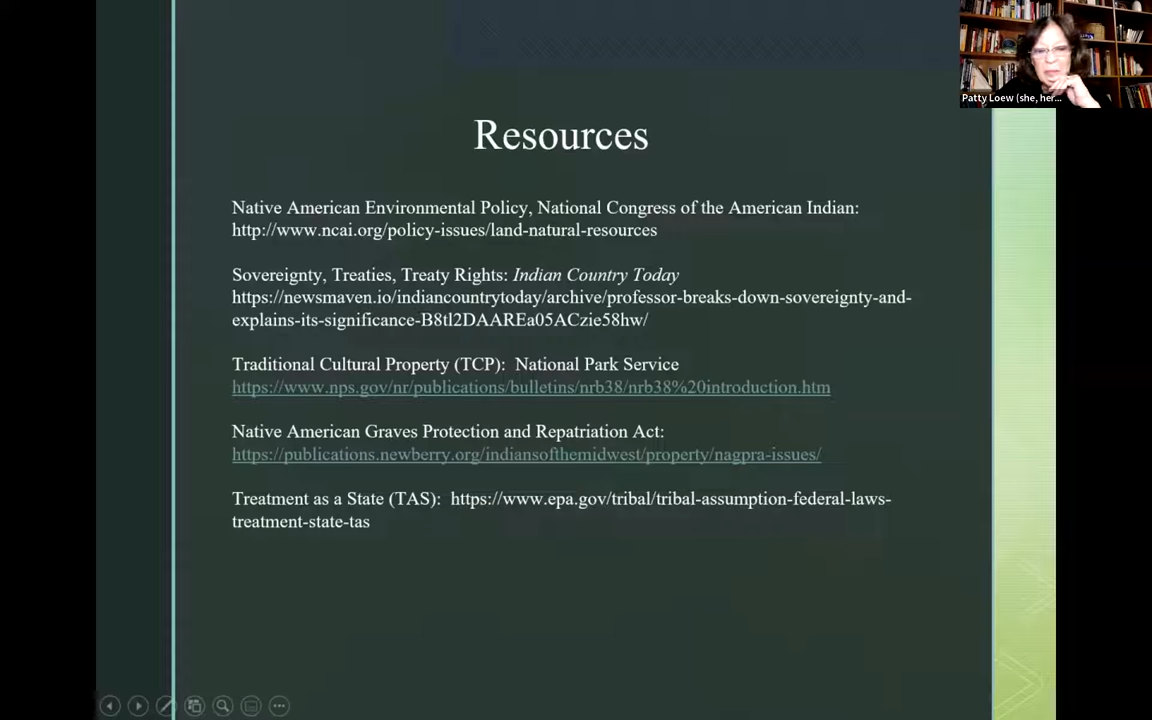 Patty Loew (she, her...
Resources
Native American Environmental Policy, National Congress of the American Indian:
http://www.ncai.org/policy-issues/land-natural-resources
Sovereignty, Treaties, Treaty Rights: Indian Country Today
https://newsmaven.io/indiancountrytoday/archive/professor-breaks-down-sovereignty-and-
explains-its-significance-B8tl2DAAREa05ACzie58hw/
Traditional Cultural Property (TCP):  National Park Service
https://www.nps.gov/nr/publications/bulletins/nrb38/nrb38%20introduction.htm
Native American Graves Protection and Repatriation Act:
https://publications.newberry.org/indiansofthemidwest/property/nagpra-issues/
Treatment as a State (TAS):  https://www.epa.gov/tribal/tribal-assumption-federal-laws-
treatment-state-tas